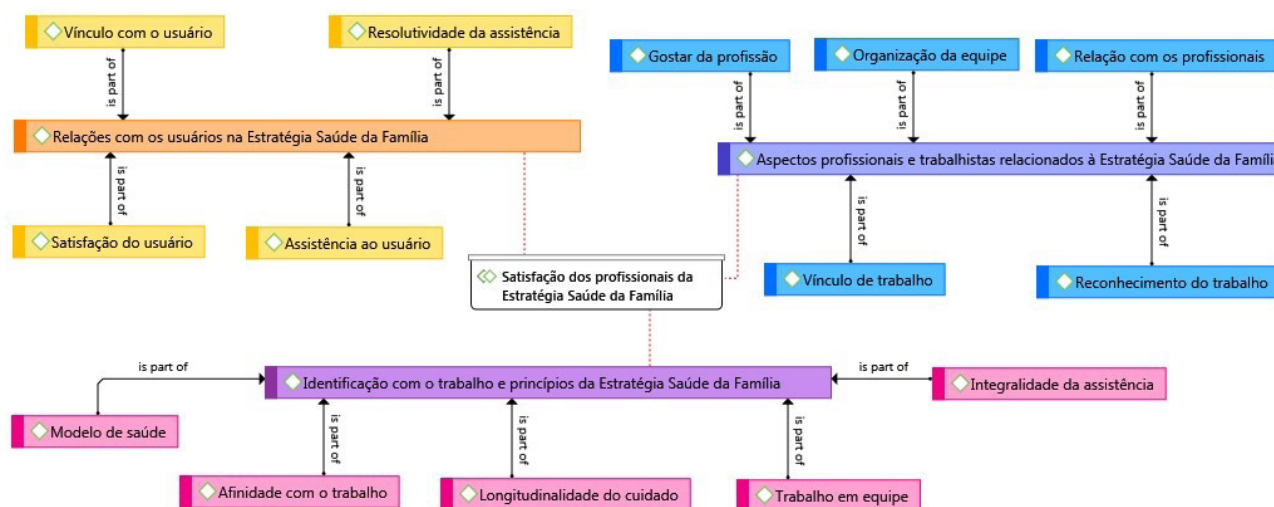 Vínculo com o usuário
Resolutividade da assistência
is part of
is part of
Relações com os usuários na Estratégia Saúde da Família
is part of
is part of
Satisfação do usuário
Assistência ao usuário
Gostar da profissão
Organização da equipe
Relação com os profissionais
is part of
is part of
is part of
Aspectos profissionais e trabalhistas relacionados à Estratégia Saúde da Família
is part of
is part of
Vínculo de trabalho
Reconhecimento do trabalho
Satisfação dos profissionais da
Estratégia Saúde da Família
is part of
Identificação com o trabalho e princípios da Estratégia Saúde da Família
is part of
Integralidade da assistência
Modelo de saúde
is part of
is part of
is part of
Afinidade com o trabalho
Longitudinalidade do cuidado
Trabalho em equipe